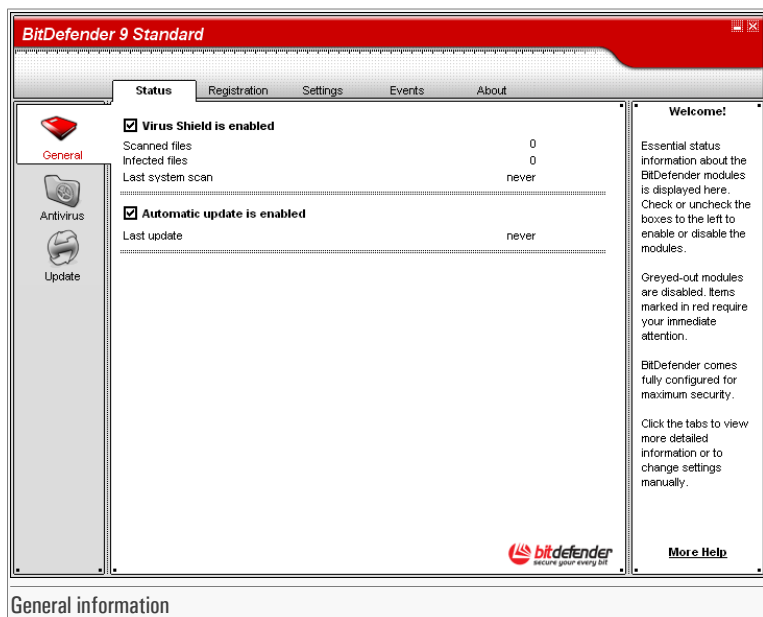 BitDefender 9 Standard
Status Registration Settings Events About
General
Antivirus
Update
Virus Shield is enabled
Scanned files 0
Infected files 0
Last system scan never
Automatic update is enabled
Last update never
bitdefender
secure your every bit
Welcome!
Essential status
information about the
BitDefender modules
is displayed here.
Check or uncheck the
boxes to the left to
enable or disable the
modules.
Greyed-out modules
are disabled. Items
marked in red require
your immediate
attention.
BitDefender comes
fully configured for
maximum security.
Click the tabs to view
more detailed
information or to
change settings
manually.
More Help
General information